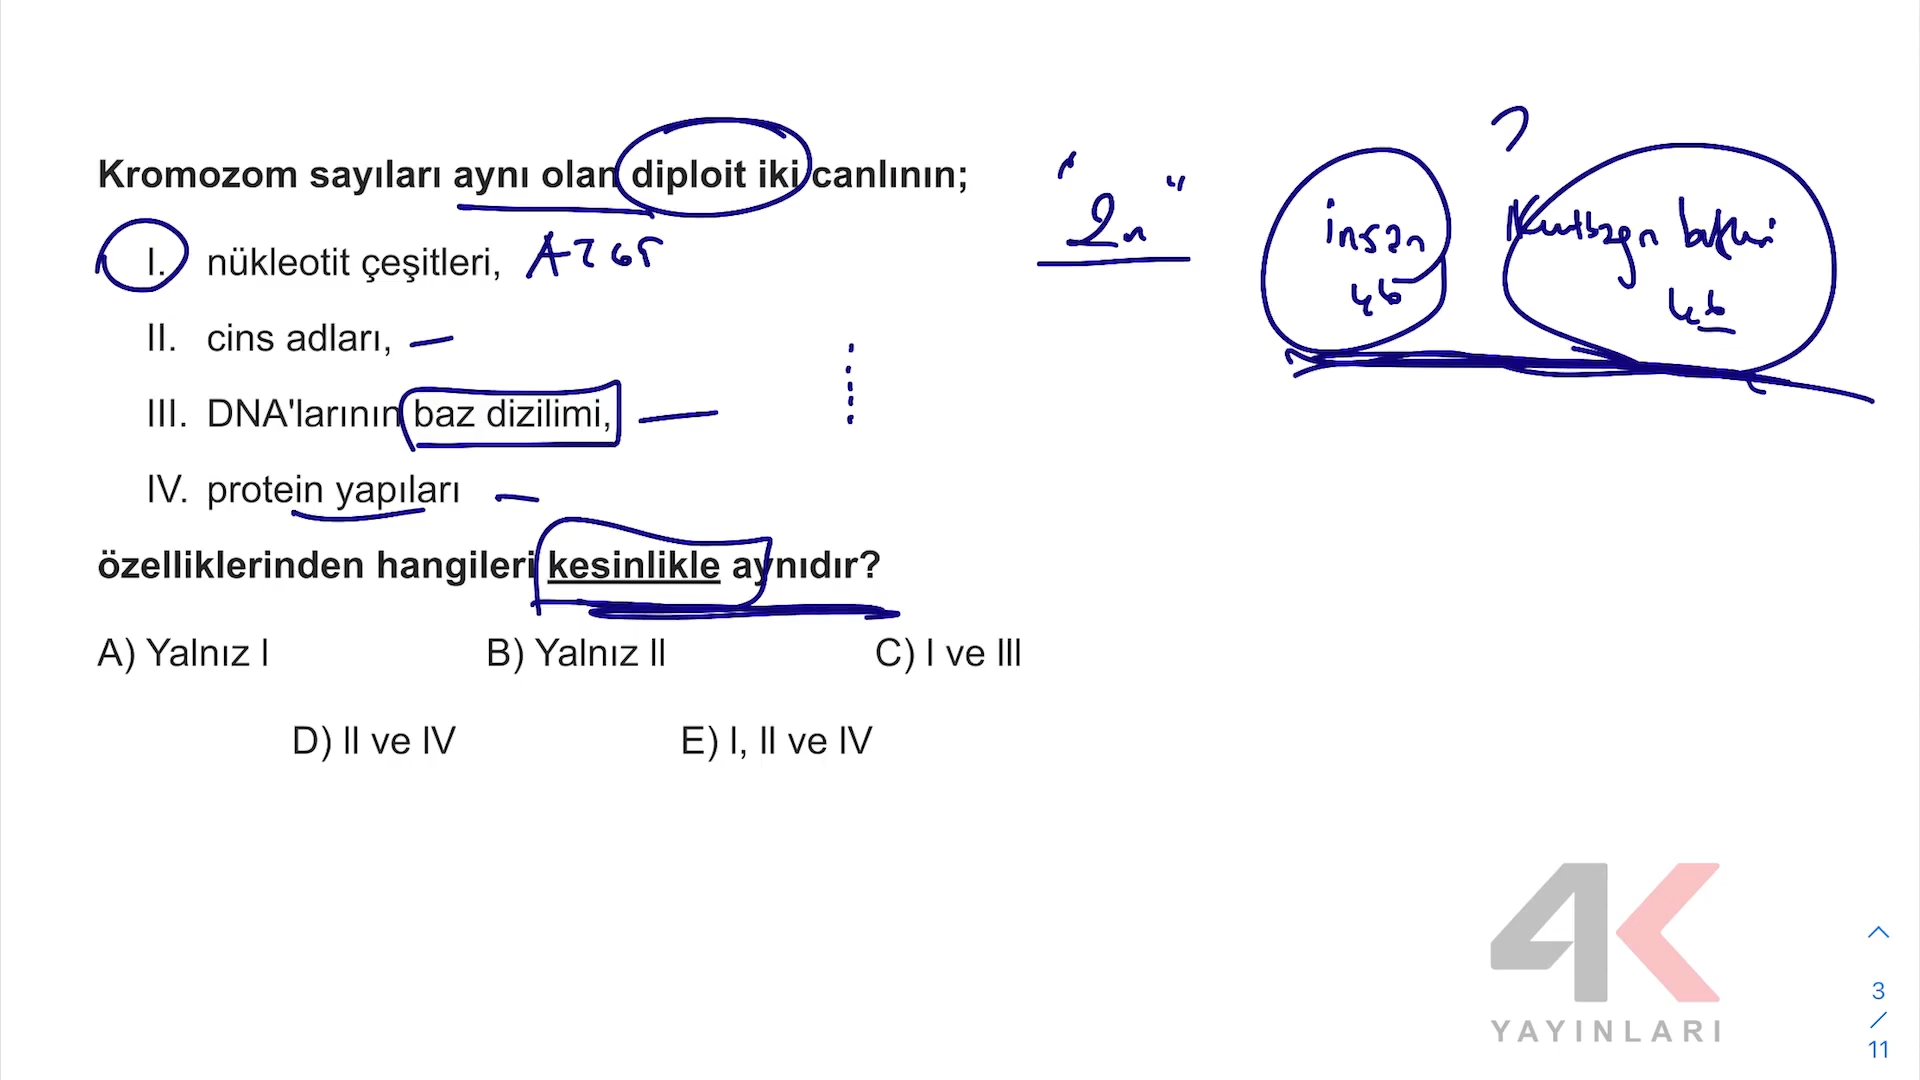 Kromozom sayıları aynı olan diploit iki canlının;
I. nükleotit çeşitleri,
II. cins adları,
III. DNA'larının baz dizilimi,
IV. protein yapıları
özelliklerinden hangileri kesinlikle aynıdır?
A) Yalnız I B) Yalnız II C) I ve III
D) II ve IV E) I, II ve IV
"2n"
İnsan
46
46
4K
YAYINLARI
3
/
11